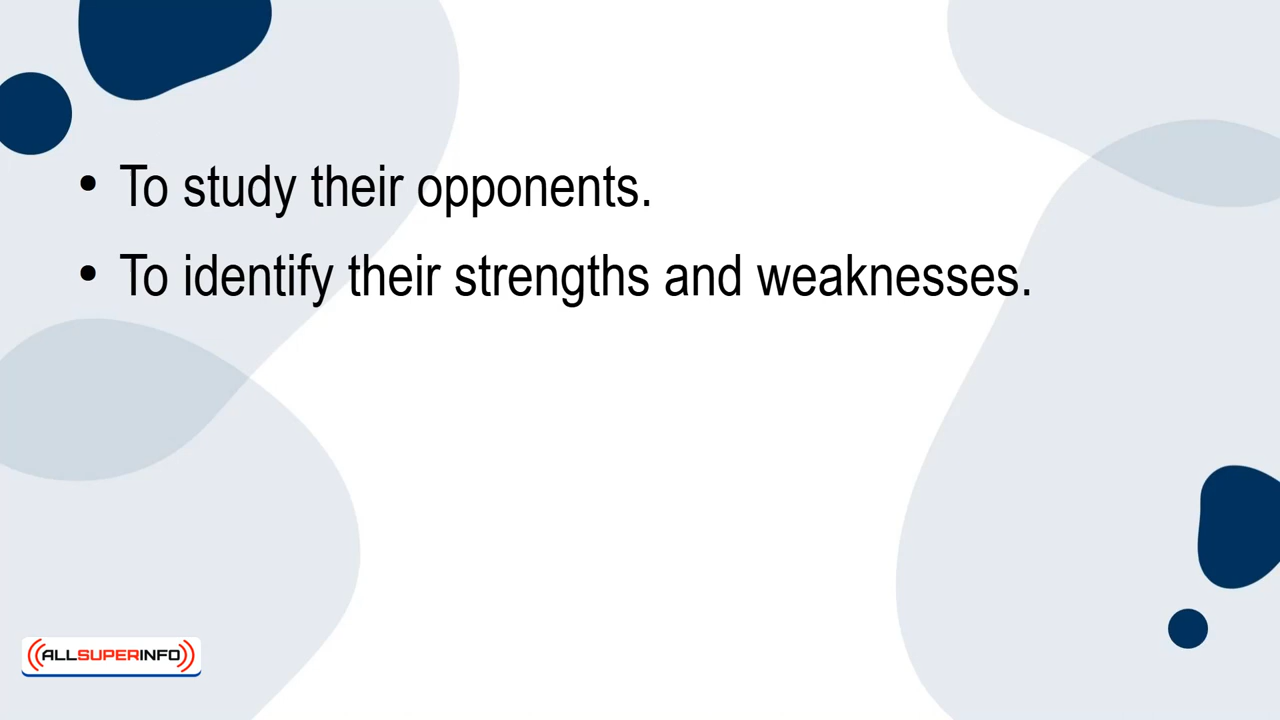 • To study their opponents.
• To identify their strengths and weaknesses.
ALLSUPERINFO